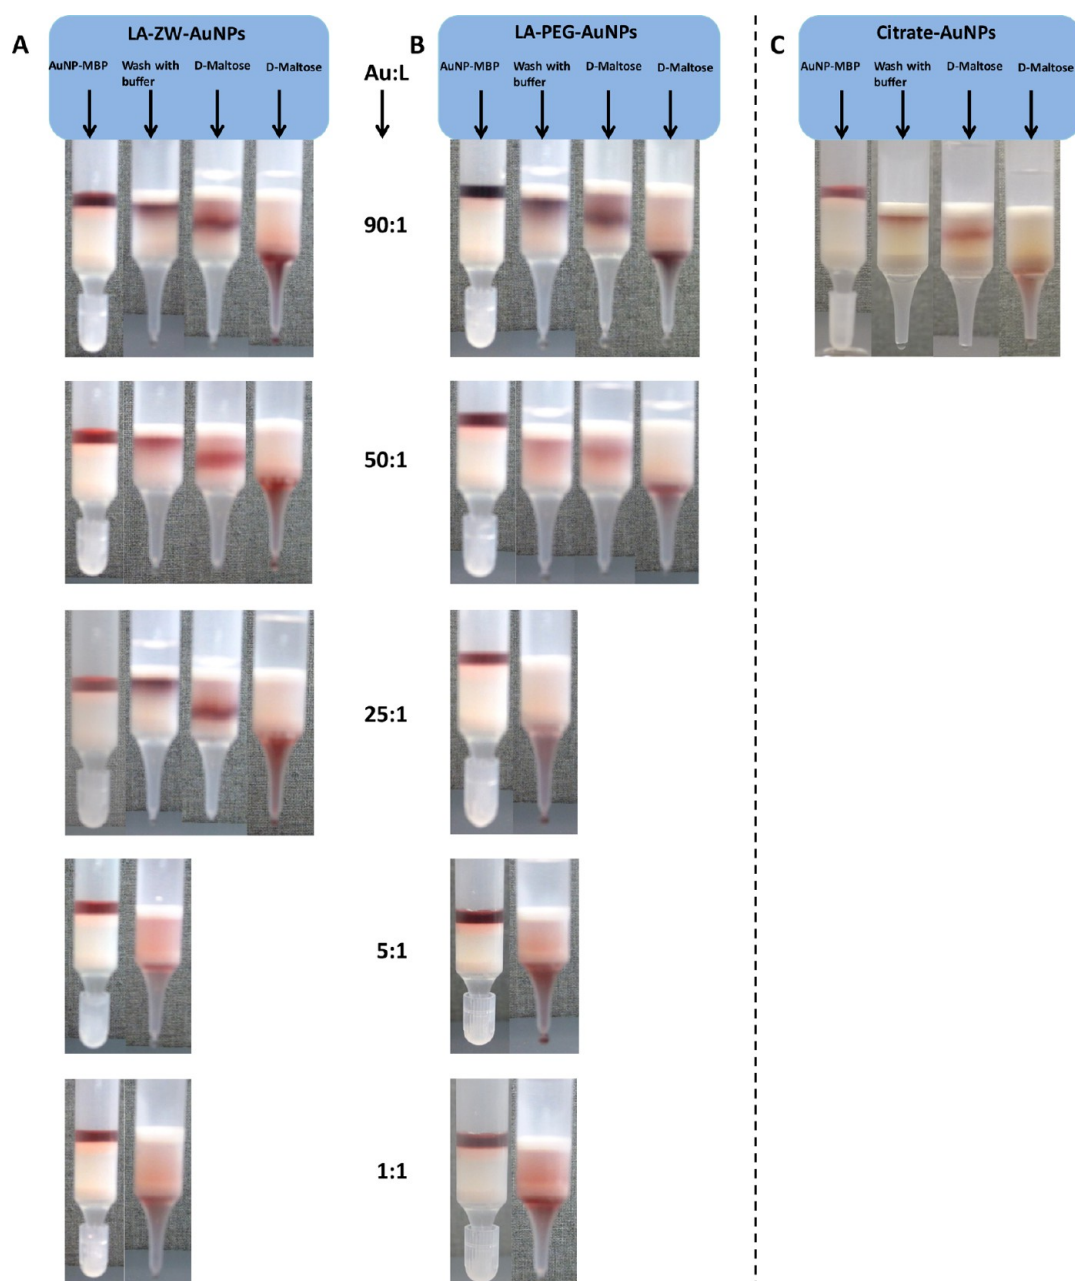 A
LA-ZW-AuNPs
AuNP-MBP
Wash with
buffer
D-Maltose
D-Maltose
Au:L
B
LA-PEG-AuNPs
AuNP-MBP
Wash with
buffer
D-Maltose
D-Maltose
C
Citrate-AuNPs
AuNP-MBP
Wash with
buffer
D-Maltose
D-Maltose
90:1
50:1
25:1
5:1
1:1